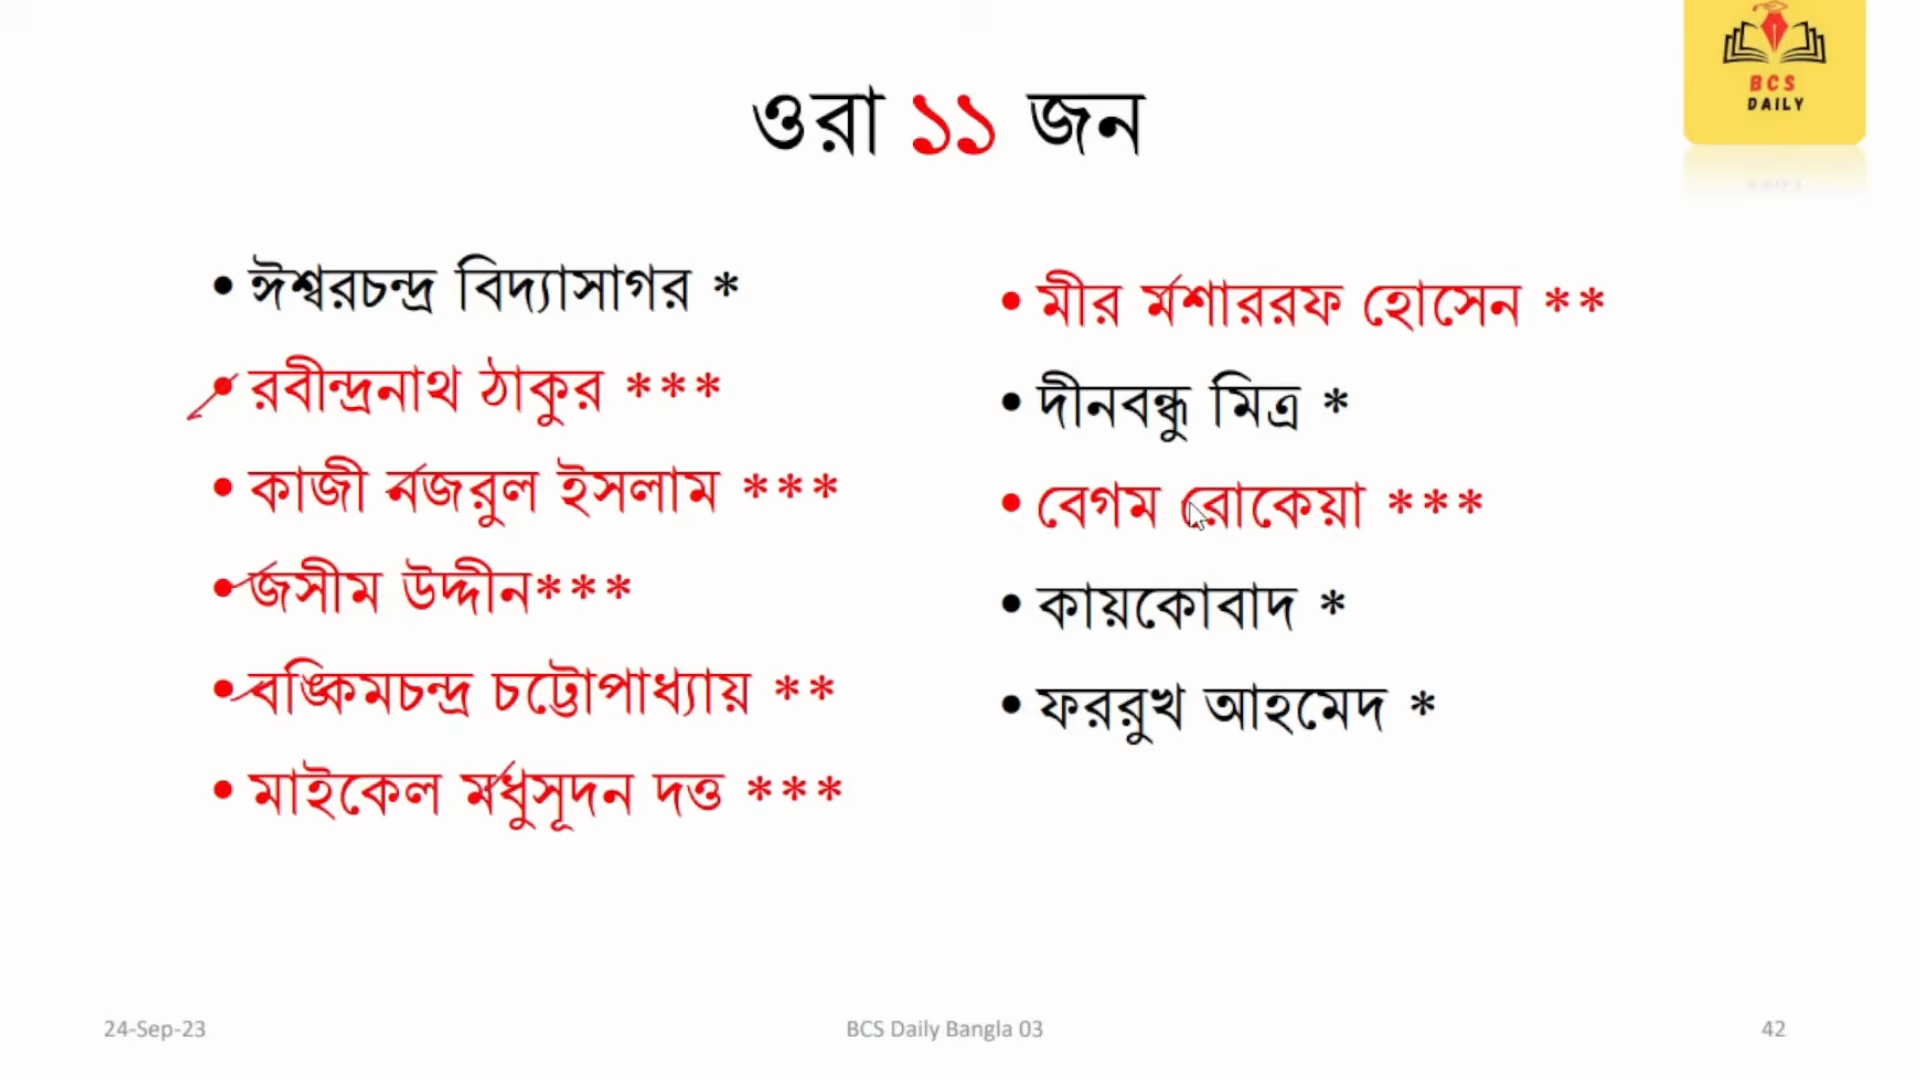 BCS
DAILY
ওরা ১১ জন
• ঈশ্বরচন্দ্র বিদ্যাসাগর *
• রবীন্দ্রনাথ ঠাকুর ***
• কাজী নজরুল ইসলাম ***
• জসীম উদ্দীন***
• বঙ্কিমচন্দ্র চট্টোপাধ্যায় **
• মাইকেল মধুসূদন দত্ত ***
• মীর মশাররফ হোসেন **
• দীনবন্ধু মিত্র *
• বেগম রোকেয়া ***
• কায়কোবাদ *
• ফররুখ আহমেদ *
24-Sep-23
BCS Daily Bangla 03
42